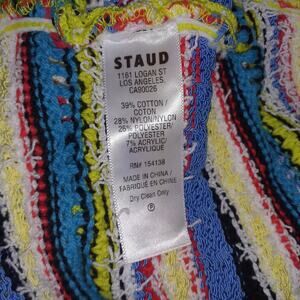 STAUD
1161 LOGAN ST
LOS ANGELES,
CA90026
39% COTTON/
COTON
28% NYLON/NYLON
26% POLYESTER/
POLYESTER
7% ACRYLIC/
ACRYLIQUE
RN# 154138
MADE IN CHINA /
FABRIQUÉ EN CHINE
Dry Clean Only
P